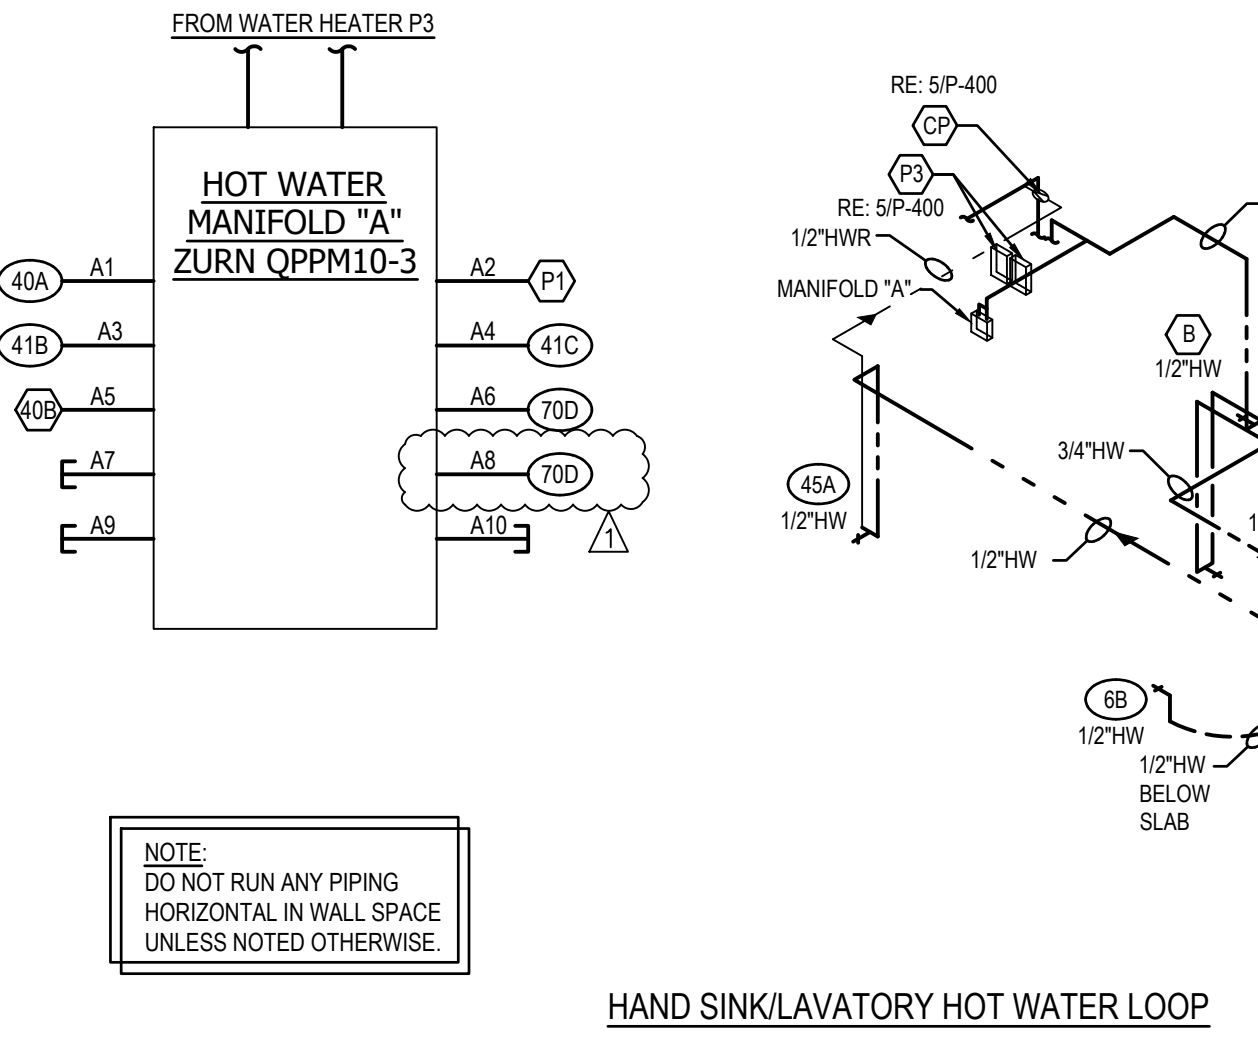 FROM WATER HEATER P3
HOT WATER
MANIFOLD "A"
ZURN QPPM10-3
40A
A1
A2
P1
41B
A3
A4
41C
40B
A5
A6
70D
A7
A8
70D
A9
A10
1
NOTE:
DO NOT RUN ANY PIPING
HORIZONTAL IN WALL SPACE
UNLESS NOTED OTHERWISE.
RE: 5/P-400
CP
P3
RE: 5/P-400
1/2"HWR
MANIFOLD "A"
B
1/2"HW
3/4"HW
45A
1/2"HW
1/2"HW
6B
1/2"HW
1/2"HW
BELOW
SLAB
HAND SINK/LAVATORY HOT WATER LOOP